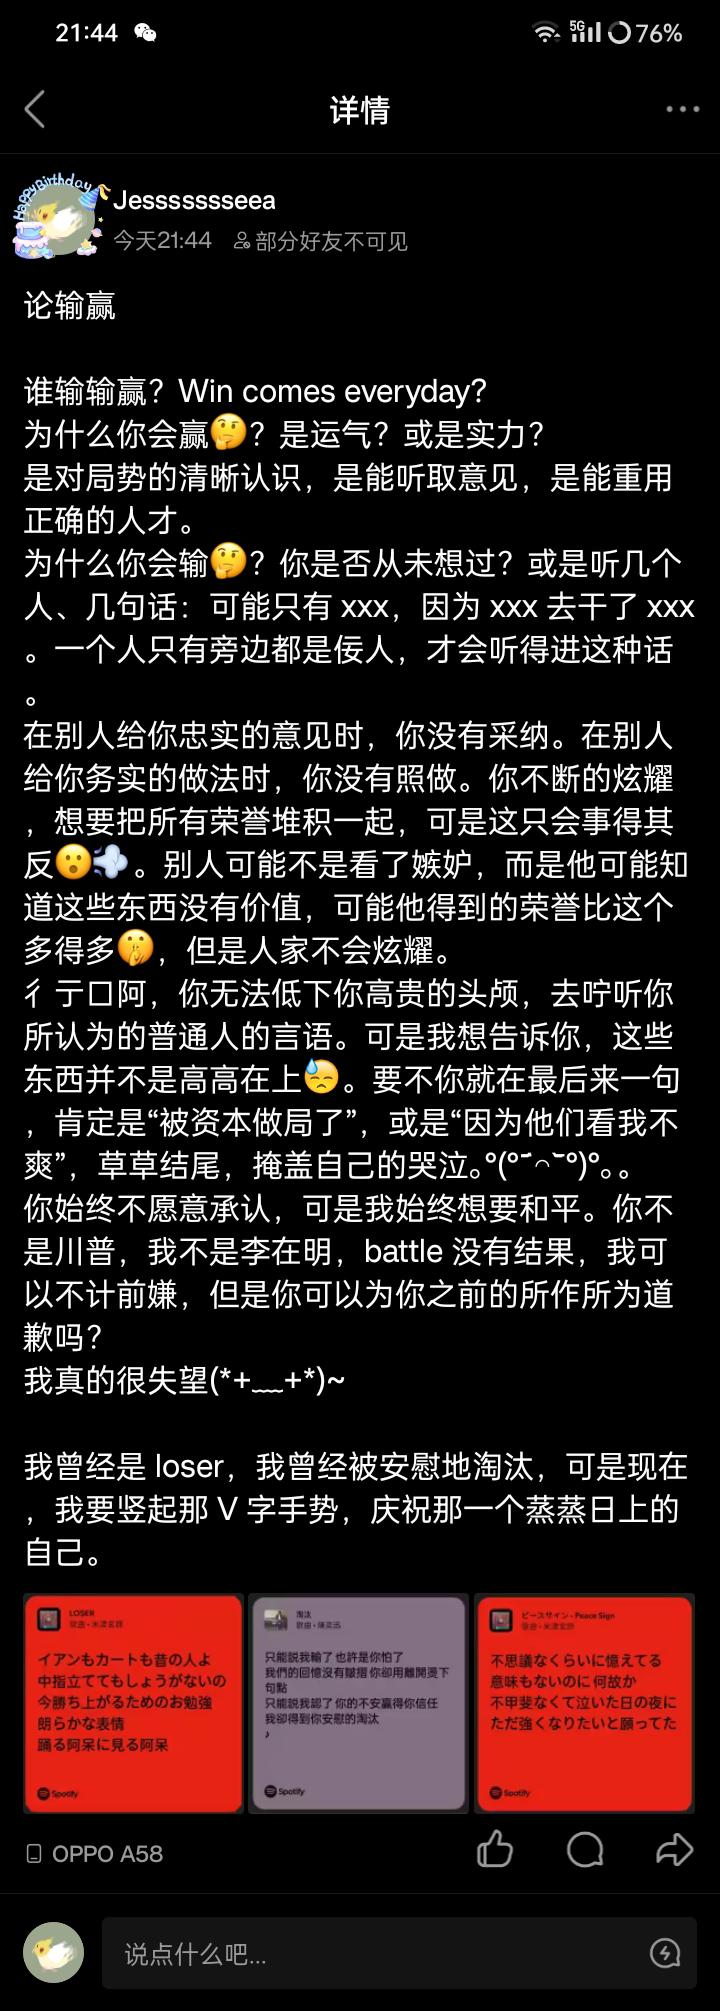 21:44
5G
76%
详情
Happy Birthday
Jessssssseea
今天21:44 部分好友不可见
论输赢
谁输输赢？Win comes everyday?
为什么你会赢🤔？是运气？或是实力？
是对局势的清晰认识，是能听取意见，是能重用
正确的人才。
为什么你会输🤔？你是否从未想过？或是听几个
人、几句话：可能只有 xxx，因为 xxx 去干了 xxx
。一个人只有旁边都是佞人，才会听得进这种话
。
在别人给你忠实的意见时，你没有采纳。在别人
给你务实的做法时，你没有照做。你不断的炫耀
，想要把所有荣誉堆积一起，可是这只会事得其
反😮💨。别人可能不是看了嫉妒，而是他可能知
道这些东西没有价值，可能他得到的荣誉比这个
多得多🤫，但是人家不会炫耀。
彳亍口阿，你无法低下你高贵的头颅，去咛听你
所认为的普通人的言语。可是我想告诉你，这些
东西并不是高高在上😓。要不你就在最后来一句
，肯定是“被资本做局了”，或是“因为他们看我不
爽”，草草结尾，掩盖自己的哭泣｡°(°¯᷄◠¯᷅°)°｡。
你始终不愿意承认，可是我始终想要和平。你不
是川普，我不是李在明，battle 没有结果，我可
以不计前嫌，但是你可以为你之前的所作所为道
歉吗？
我真的很失望(*+﹏+*)~
我曾经是 loser，我曾经被安慰地淘汰，可是现在
，我要竖起那 V 字手势，庆祝那一个蒸蒸日上的
自己。
LOSER
歌曲・米津玄師
イアンもカートも昔の人よ
中指立ててもしょうがないの
今勝ち上がるためのお勉強
朗らかな表情
踊る阿呆に見る阿呆
Spotify
淘汰
歌曲・陳奕迅
只能說我輸了 也許是你怕了
我們的回憶沒有皺摺 你卻用離開燙下
句點
只能說我認了 你的不安贏得你信任
我卻得到你安慰的淘汰
♪
Spotify
ピースサイン - Peace Sign
歌曲・米津玄師
不思議なくらいに憶えてる
意味もないのに 何故か
不甲斐なくて泣いた日の夜に
ただ強くなりたいと願ってた
Spotify
OPPO A58
说点什么吧...